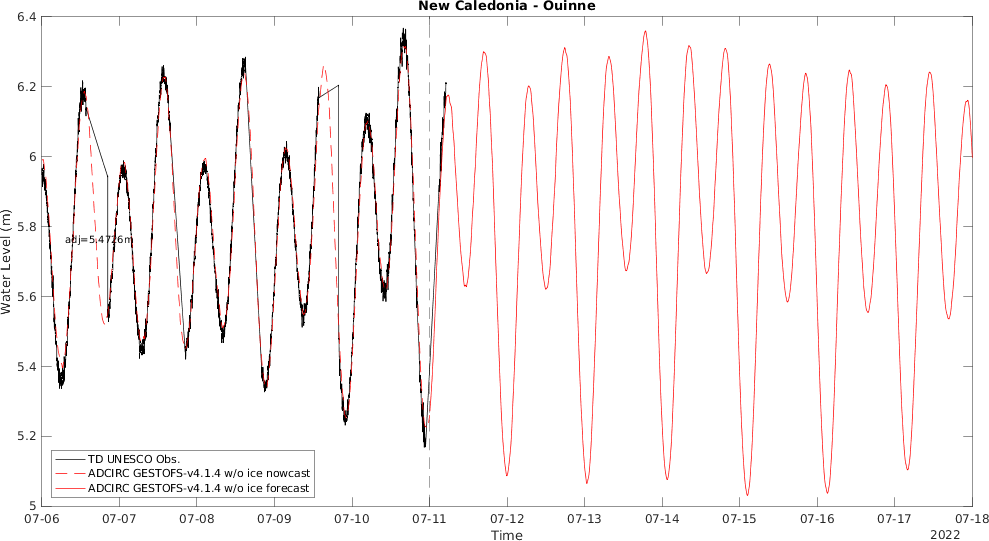 New Caledonia - Ouinne
6.4
6.2
6
5.8
5.6
5.4
5.2
5
Water Level (m)
adj=5.4726m
TD UNESCO Obs.
ADCIRC GESTOFS-v4.1.4 w/o ice nowcast
ADCIRC GESTOFS-v4.1.4 w/o ice forecast
07-06 07-07 07-08 07-09 07-10 07-11 07-12 07-13 07-14 07-15 07-16 07-17 07-18
Time
2022